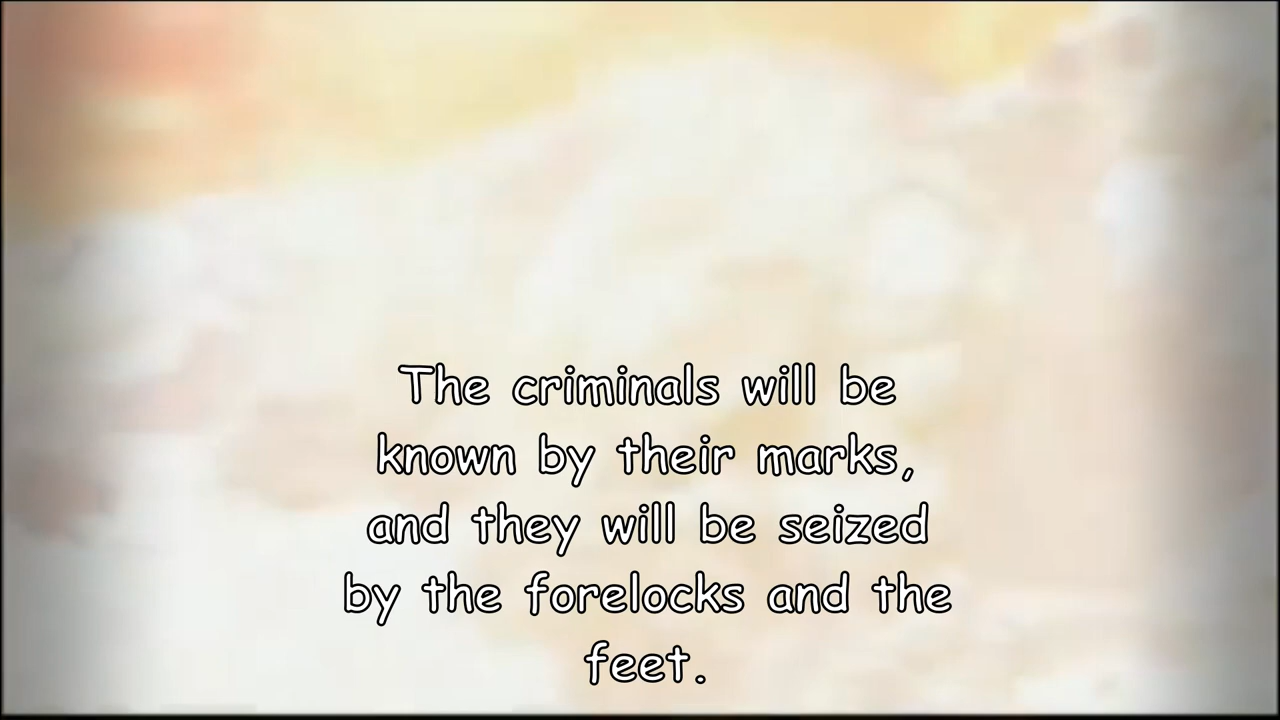 The criminals will be
known by their marks,
and they will be seized
by the forelocks and the
feet.